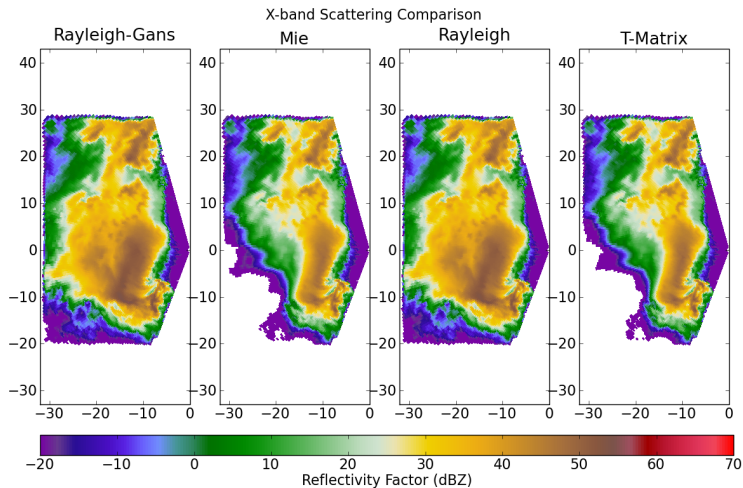 X-band Scattering Comparison
Rayleigh-Gans Mie Rayleigh T-Matrix
40 40 40 40
30 30 30 30
20 20 20 20
10 10 10 10
0 0 0 0
−10 −10 −10 −10
−20 −20 −20 −20
−30 −30 −30 −30
−30 −20 −10 0 −30 −20 −10 0 −30 −20 −10 0 −30 −20 −10 0
−20 −10 0 10 20 30 40 50 60 70
Reflectivity Factor (dBZ)